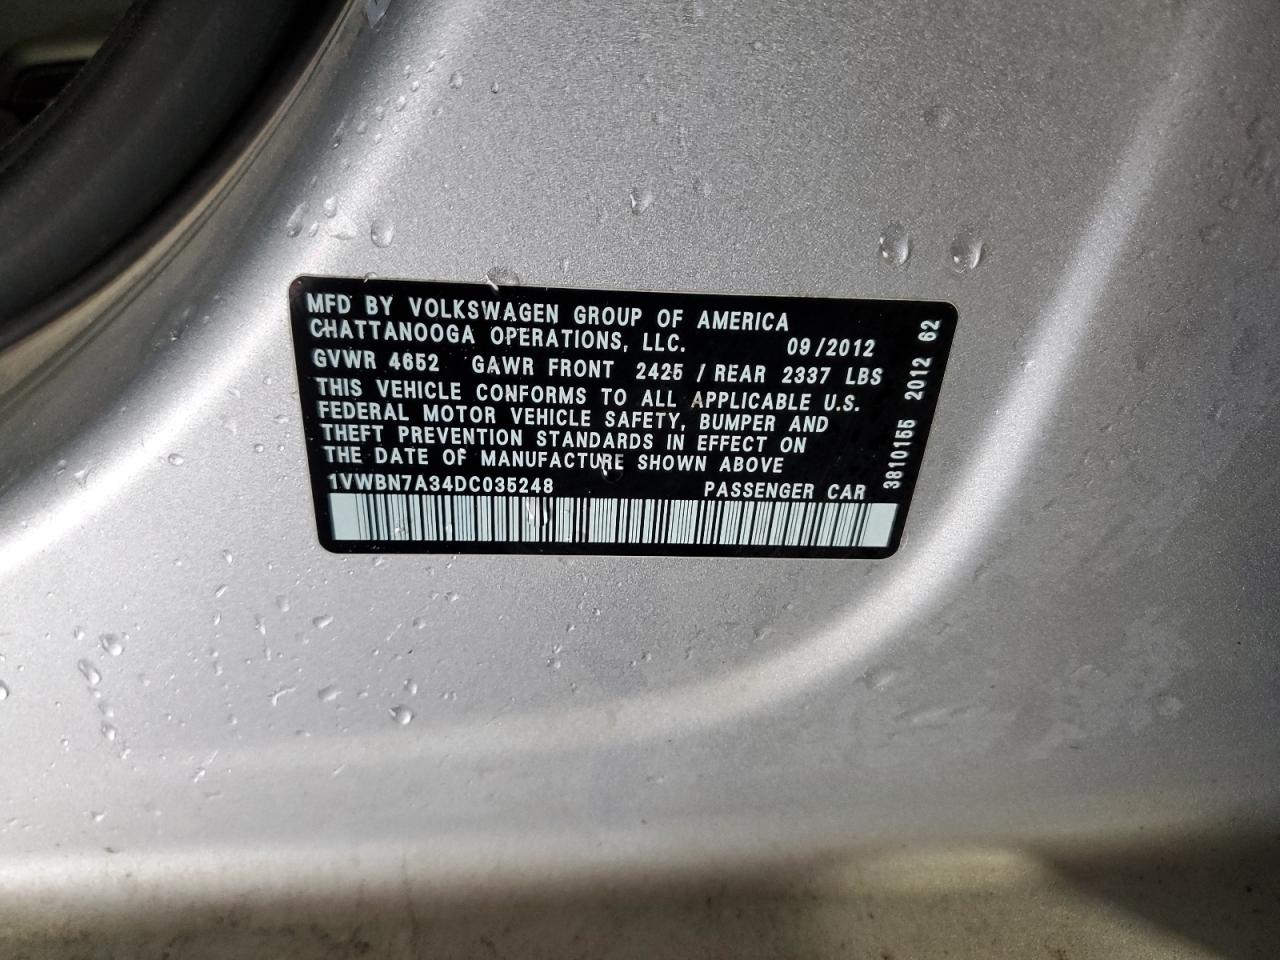 MFD BY VOLKSWAGEN GROUP OF AMERICA
CHATTANOOGA OPERATIONS, LLC. 09/2012
GVWR 4652 GAWR FRONT 2425 / REAR 2337 LBS
THIS VEHICLE CONFORMS TO ALL APPLICABLE U.S.
FEDERAL MOTOR VEHICLE SAFETY, BUMPER AND
THEFT PREVENTION STANDARDS IN EFFECT ON
THE DATE OF MANUFACTURE SHOWN ABOVE
1VWBN7A34DC035248 PASSENGER CAR
3810155 2012 62